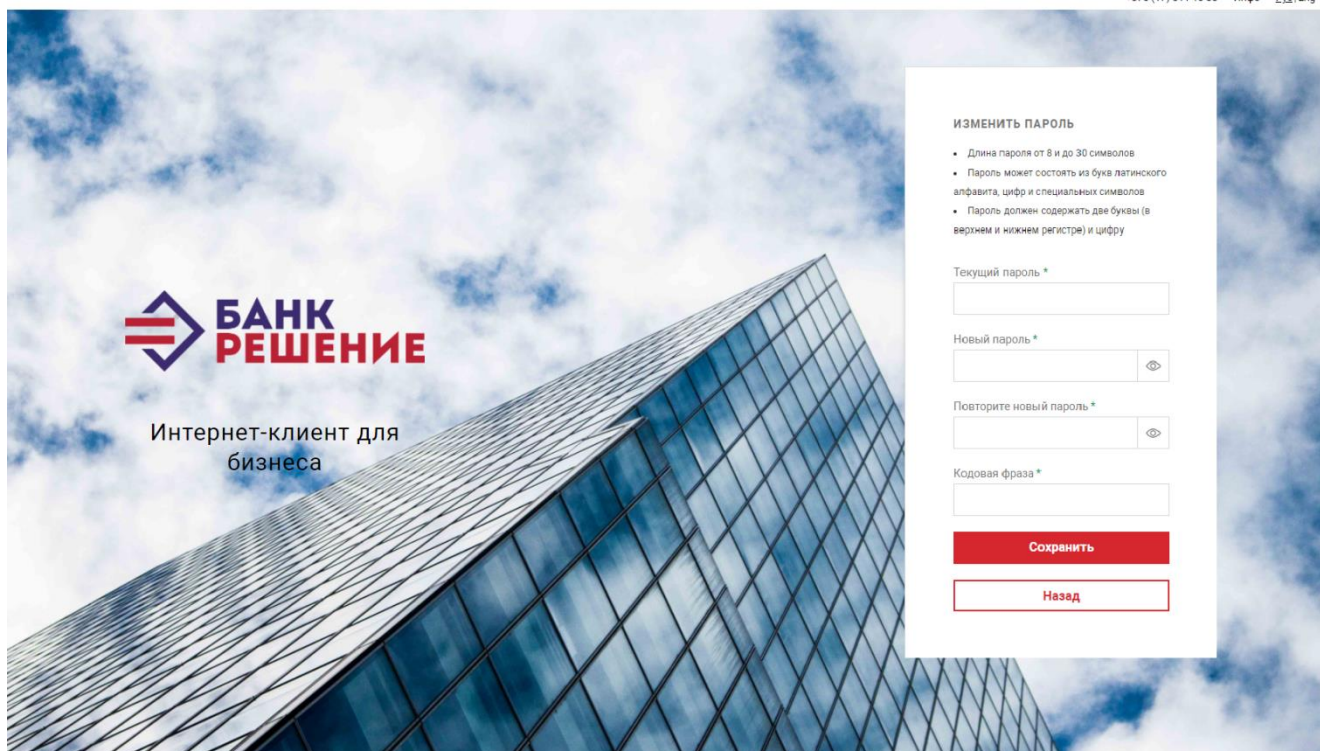 БАНК
РЕШЕНИЕ
Интернет-клиент для
бизнеса
ИЗМЕНИТЬ ПАРОЛЬ
• Длина пароля от 8 и до 30 символов
• Пароль может состоять из букв латинского
алфавита, цифр и специальных символов
• Пароль должен содержать две буквы (в
верхнем и нижнем регистре) и цифру
Текущий пароль *
Новый пароль *
Повторите новый пароль *
Кодовая фраза *
Сохранить
Назад